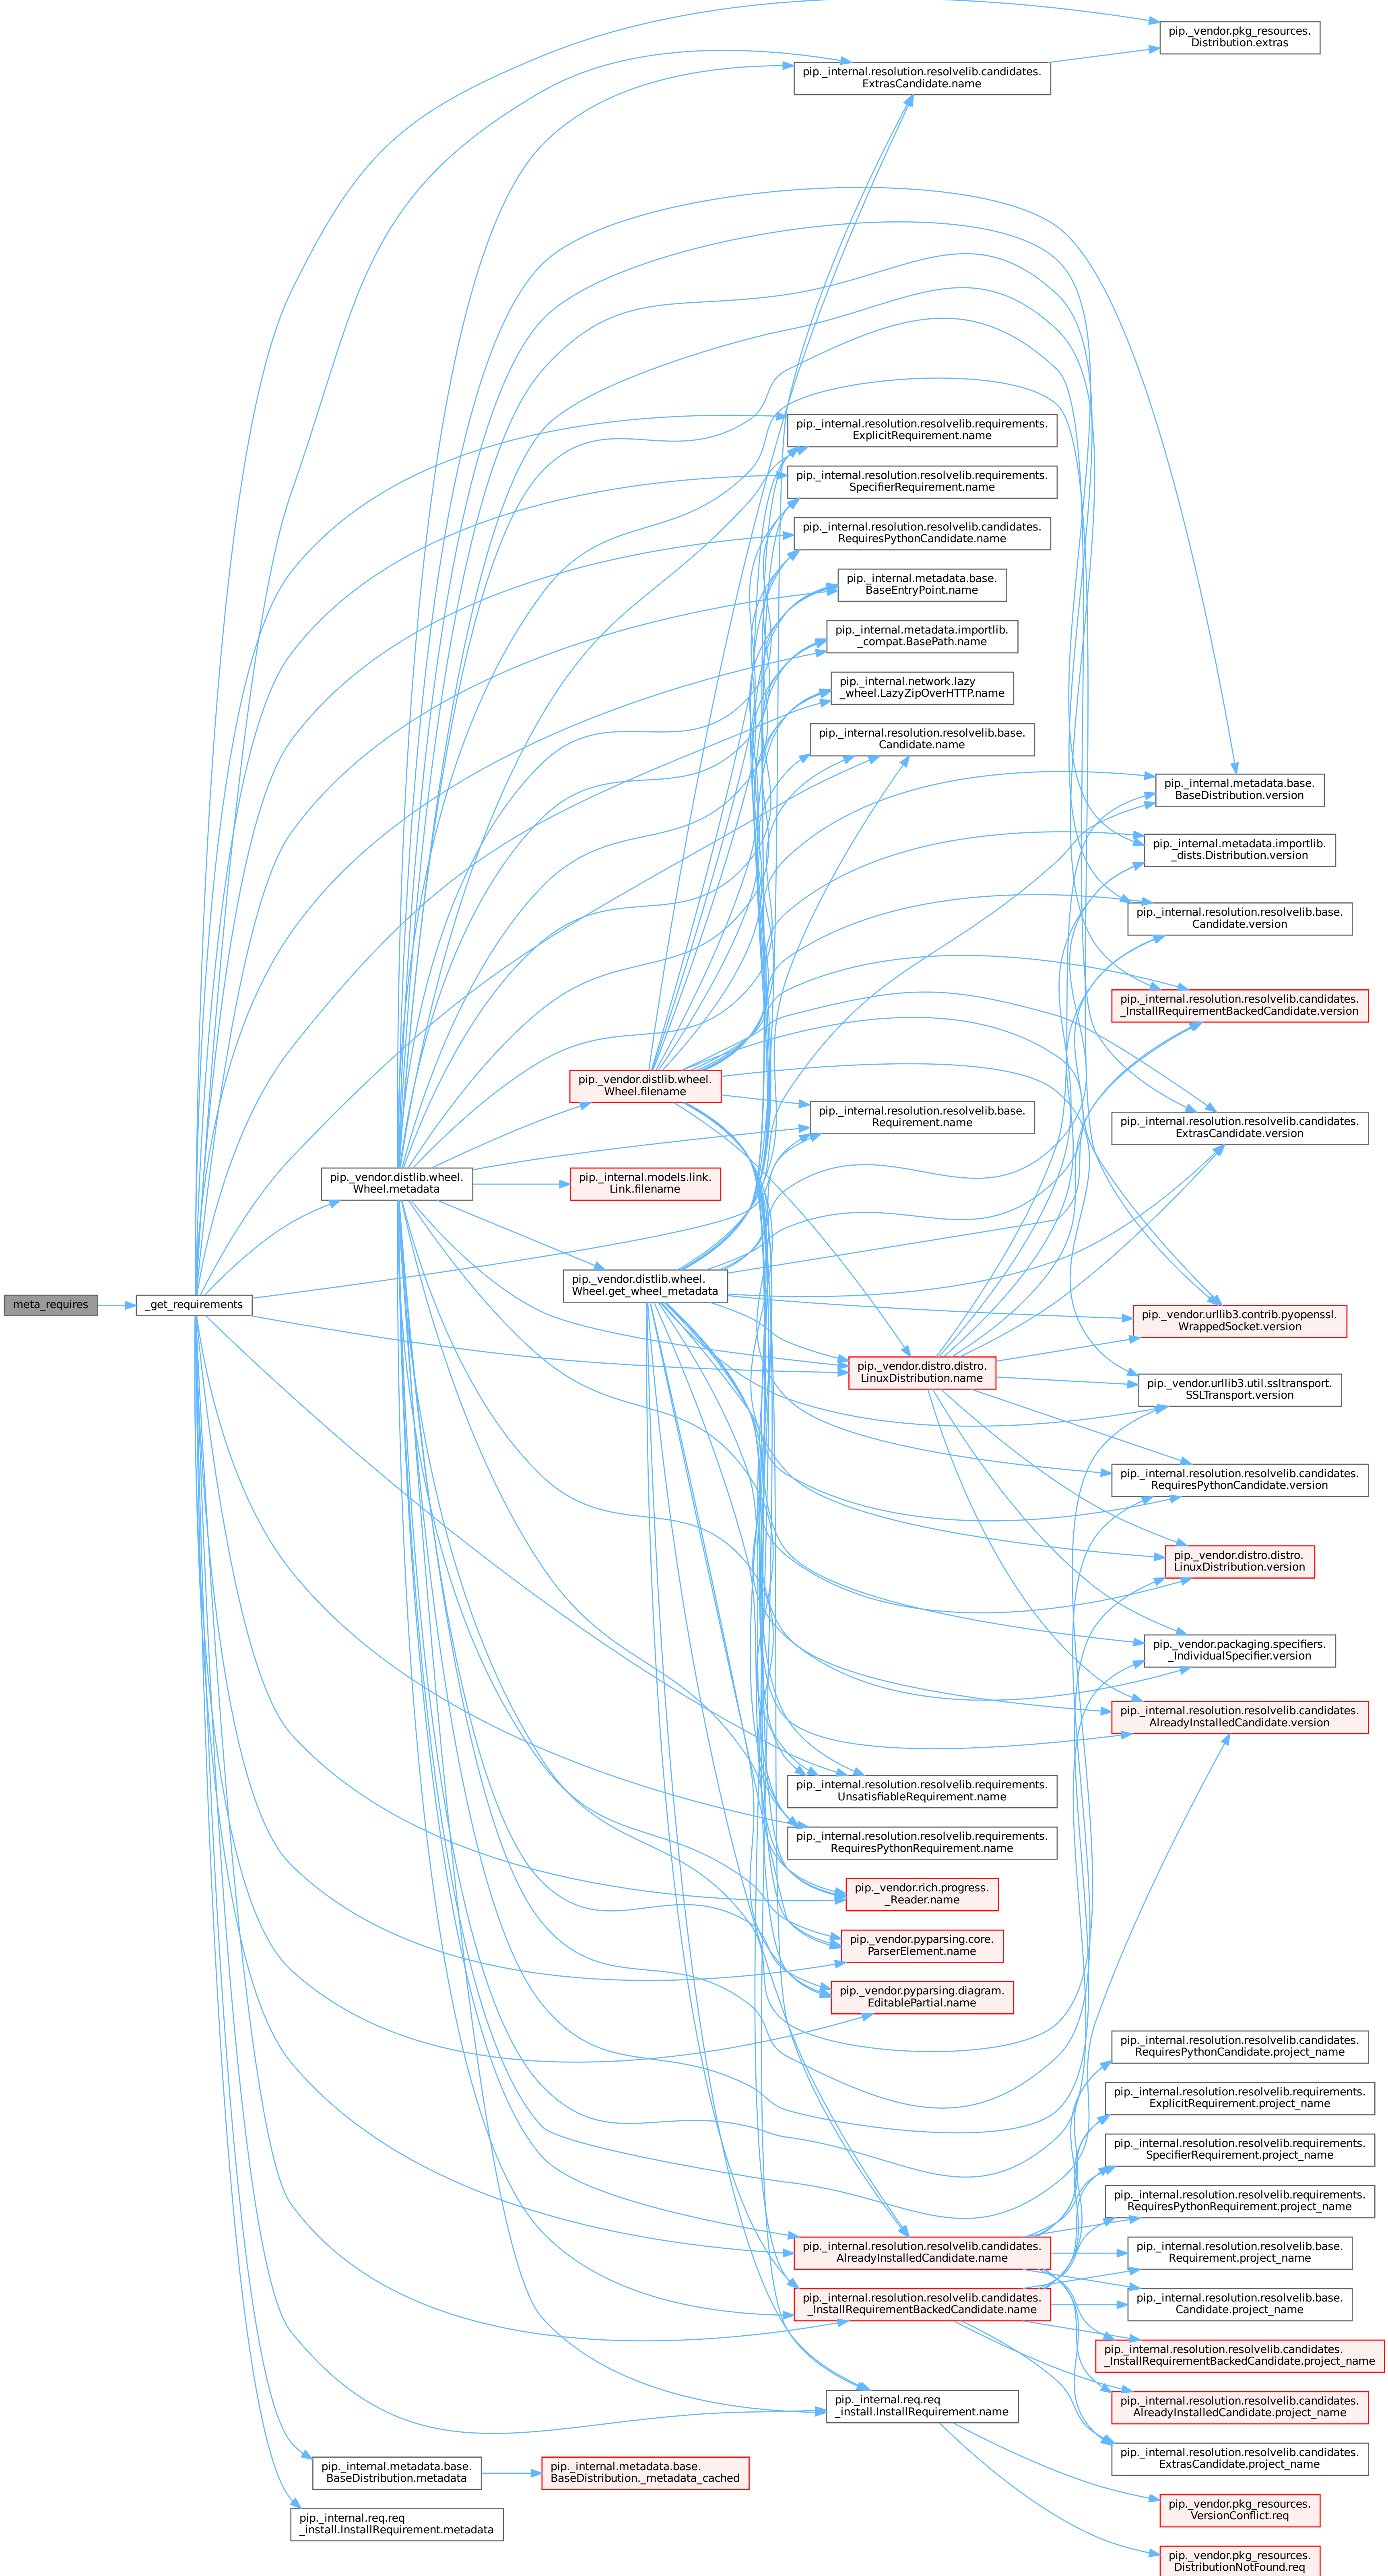 pip._vendor.pkg_resources.
Distribution.extras
pip._internal.resolution.resolvelib.candidates.
ExtrasCandidate.name
pip._internal.resolution.resolvelib.requirements.
ExplicitRequirement.name
pip._internal.resolution.resolvelib.requirements.
SpecifierRequirement.name
pip._internal.resolution.resolvelib.candidates.
RequiresPythonCandidate.name
pip._internal.metadata.base.
BaseEntryPoint.name
pip._internal.metadata.importlib.
_compat.BasePath.name
pip._internal.network.lazy
_wheel.LazyZipOverHTTP.name
pip._internal.resolution.resolvelib.base.
Candidate.name
pip._internal.metadata.base.
BaseDistribution.version
pip._internal.metadata.importlib.
_dists.Distribution.version
pip._internal.resolution.resolvelib.base.
Candidate.version
pip._internal.resolution.resolvelib.candidates.
_InstallRequirementBackedCandidate.version
pip._vendor.distlib.wheel.
Wheel.filename
pip._internal.resolution.resolvelib.base.
Requirement.name
pip._internal.resolution.resolvelib.candidates.
ExtrasCandidate.version
pip._vendor.distlib.wheel.
Wheel.metadata
pip._internal.models.link.
Link.filename
pip._vendor.distlib.wheel.
Wheel.get_wheel_metadata
meta_requires
_get_requirements
pip._vendor.urllib3.contrib.pyopenssl.
WrappedSocket.version
pip._vendor.distro.distro.
LinuxDistribution.name
pip._vendor.urllib3.util.ssltransport.
SSLTransport.version
pip._internal.resolution.resolvelib.candidates.
RequiresPythonCandidate.version
pip._vendor.distro.distro.
LinuxDistribution.version
pip._vendor.packaging.specifiers.
_IndividualSpecifier.version
pip._internal.resolution.resolvelib.candidates.
AlreadyInstalledCandidate.version
pip._internal.resolution.resolvelib.requirements.
UnsatisfiableRequirement.name
pip._internal.resolution.resolvelib.requirements.
RequiresPythonRequirement.name
pip._vendor.rich.progress.
_Reader.name
pip._vendor.pyparsing.core.
ParserElement.name
pip._vendor.pyparsing.diagram.
EditablePartial.name
pip._internal.resolution.resolvelib.candidates.
RequiresPythonCandidate.project_name
pip._internal.resolution.resolvelib.requirements.
ExplicitRequirement.project_name
pip._internal.resolution.resolvelib.requirements.
SpecifierRequirement.project_name
pip._internal.resolution.resolvelib.requirements.
RequiresPythonRequirement.project_name
pip._internal.resolution.resolvelib.candidates.
AlreadyInstalledCandidate.name
pip._internal.resolution.resolvelib.base.
Requirement.project_name
pip._internal.resolution.resolvelib.candidates.
_InstallRequirementBackedCandidate.name
pip._internal.resolution.resolvelib.base.
Candidate.project_name
pip._internal.resolution.resolvelib.candidates.
_InstallRequirementBackedCandidate.project_name
pip._internal.req.req
_install.InstallRequirement.name
pip._internal.resolution.resolvelib.candidates.
AlreadyInstalledCandidate.project_name
pip._internal.resolution.resolvelib.candidates.
ExtrasCandidate.project_name
pip._internal.metadata.base.
BaseDistribution.metadata
pip._internal.metadata.base.
BaseDistribution._metadata_cached
pip._vendor.pkg_resources.
VersionConflict.req
pip._internal.req.req
_install.InstallRequirement.metadata
pip._vendor.pkg_resources.
DistributionNotFound.req